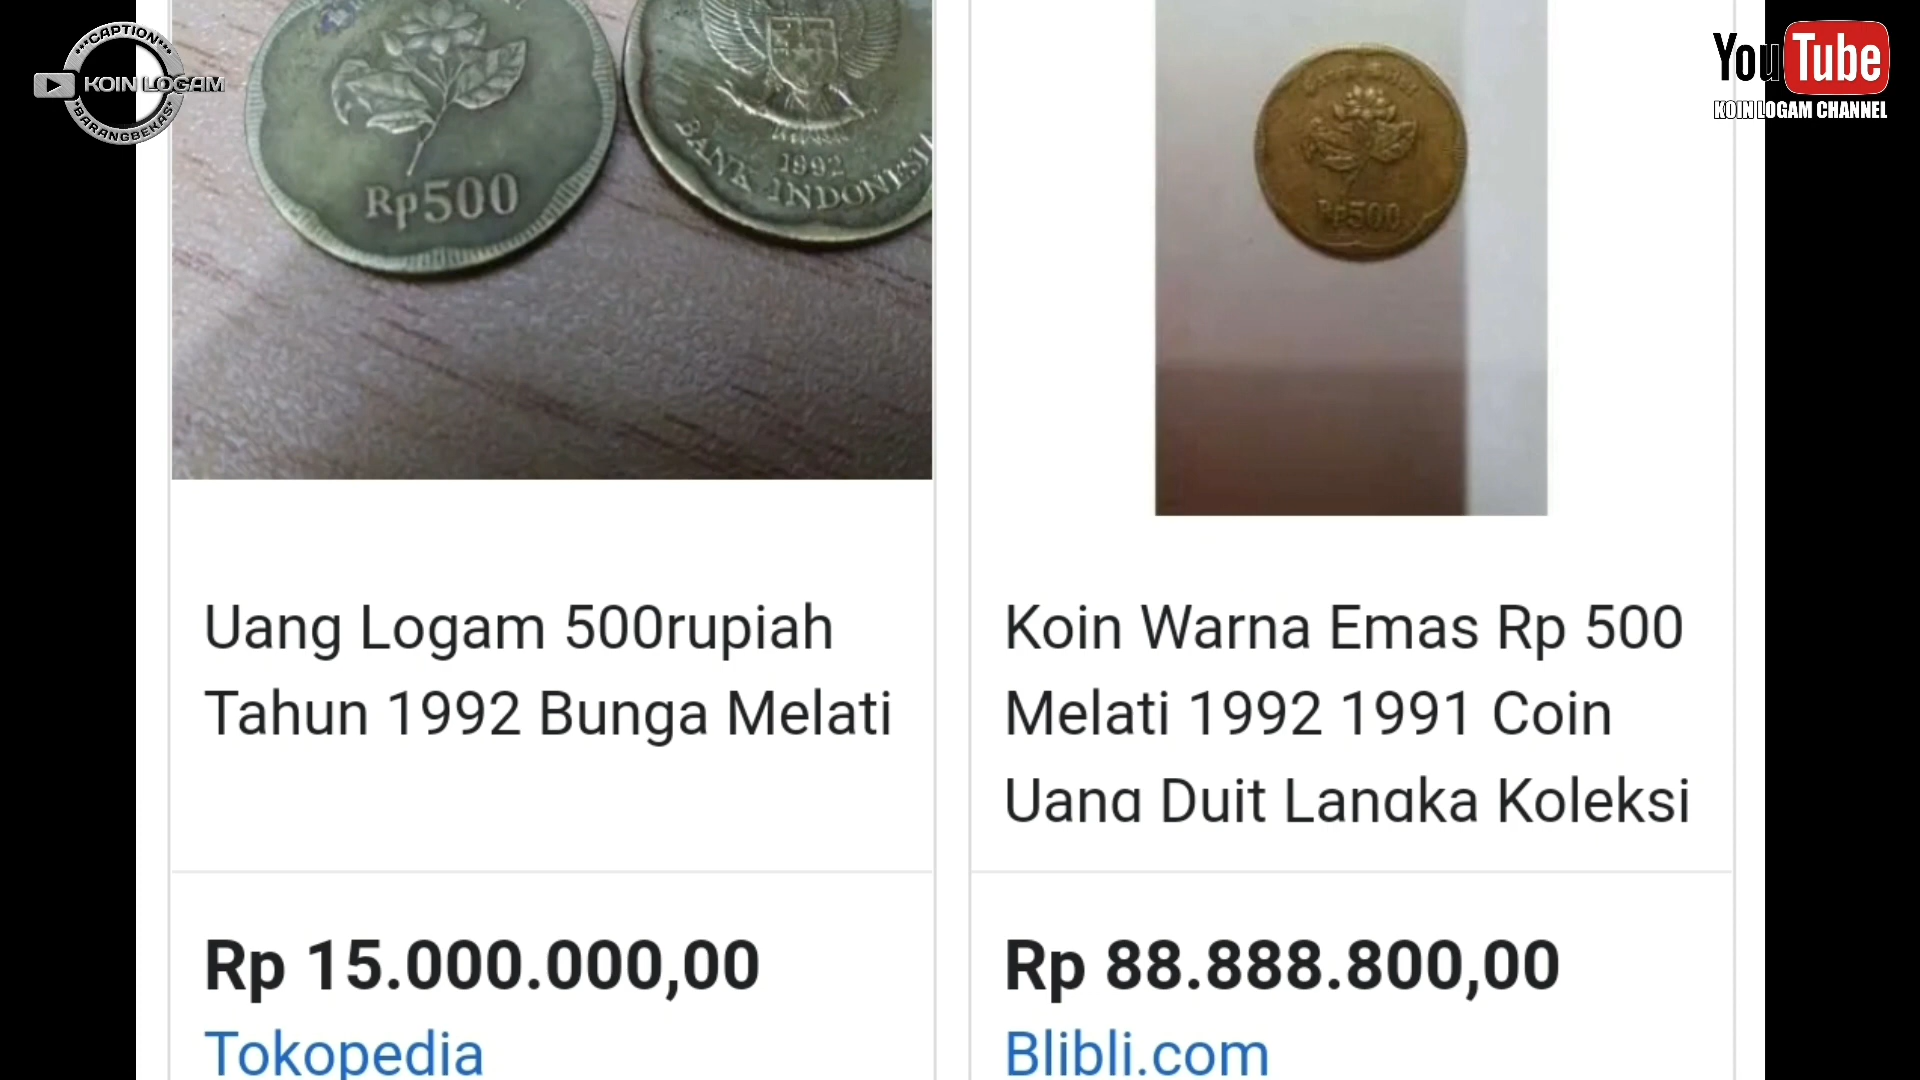 •••CAPTION•••
KOIN LOGAM
•BARANGBEKAS•
YouTube
KOIN LOGAM CHANNEL
Rp500
1992
BANK INDONESIA
Rp500
Uang Logam 500rupiah
Tahun 1992 Bunga Melati
Koin Warna Emas Rp 500
Melati 1992 1991 Coin
Uang Duit Langka Koleksi
Rp 15.000.000,00
Tokopedia
Rp 88.888.800,00
Blibli.com